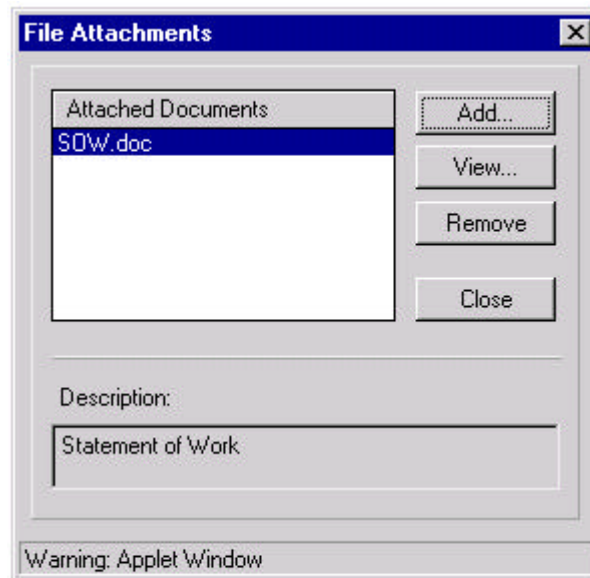 File Attachments
Attached Documents
SOW.doc
Add...
View...
Remove
Close
Description:
Statement of Work
Warning: Applet Window